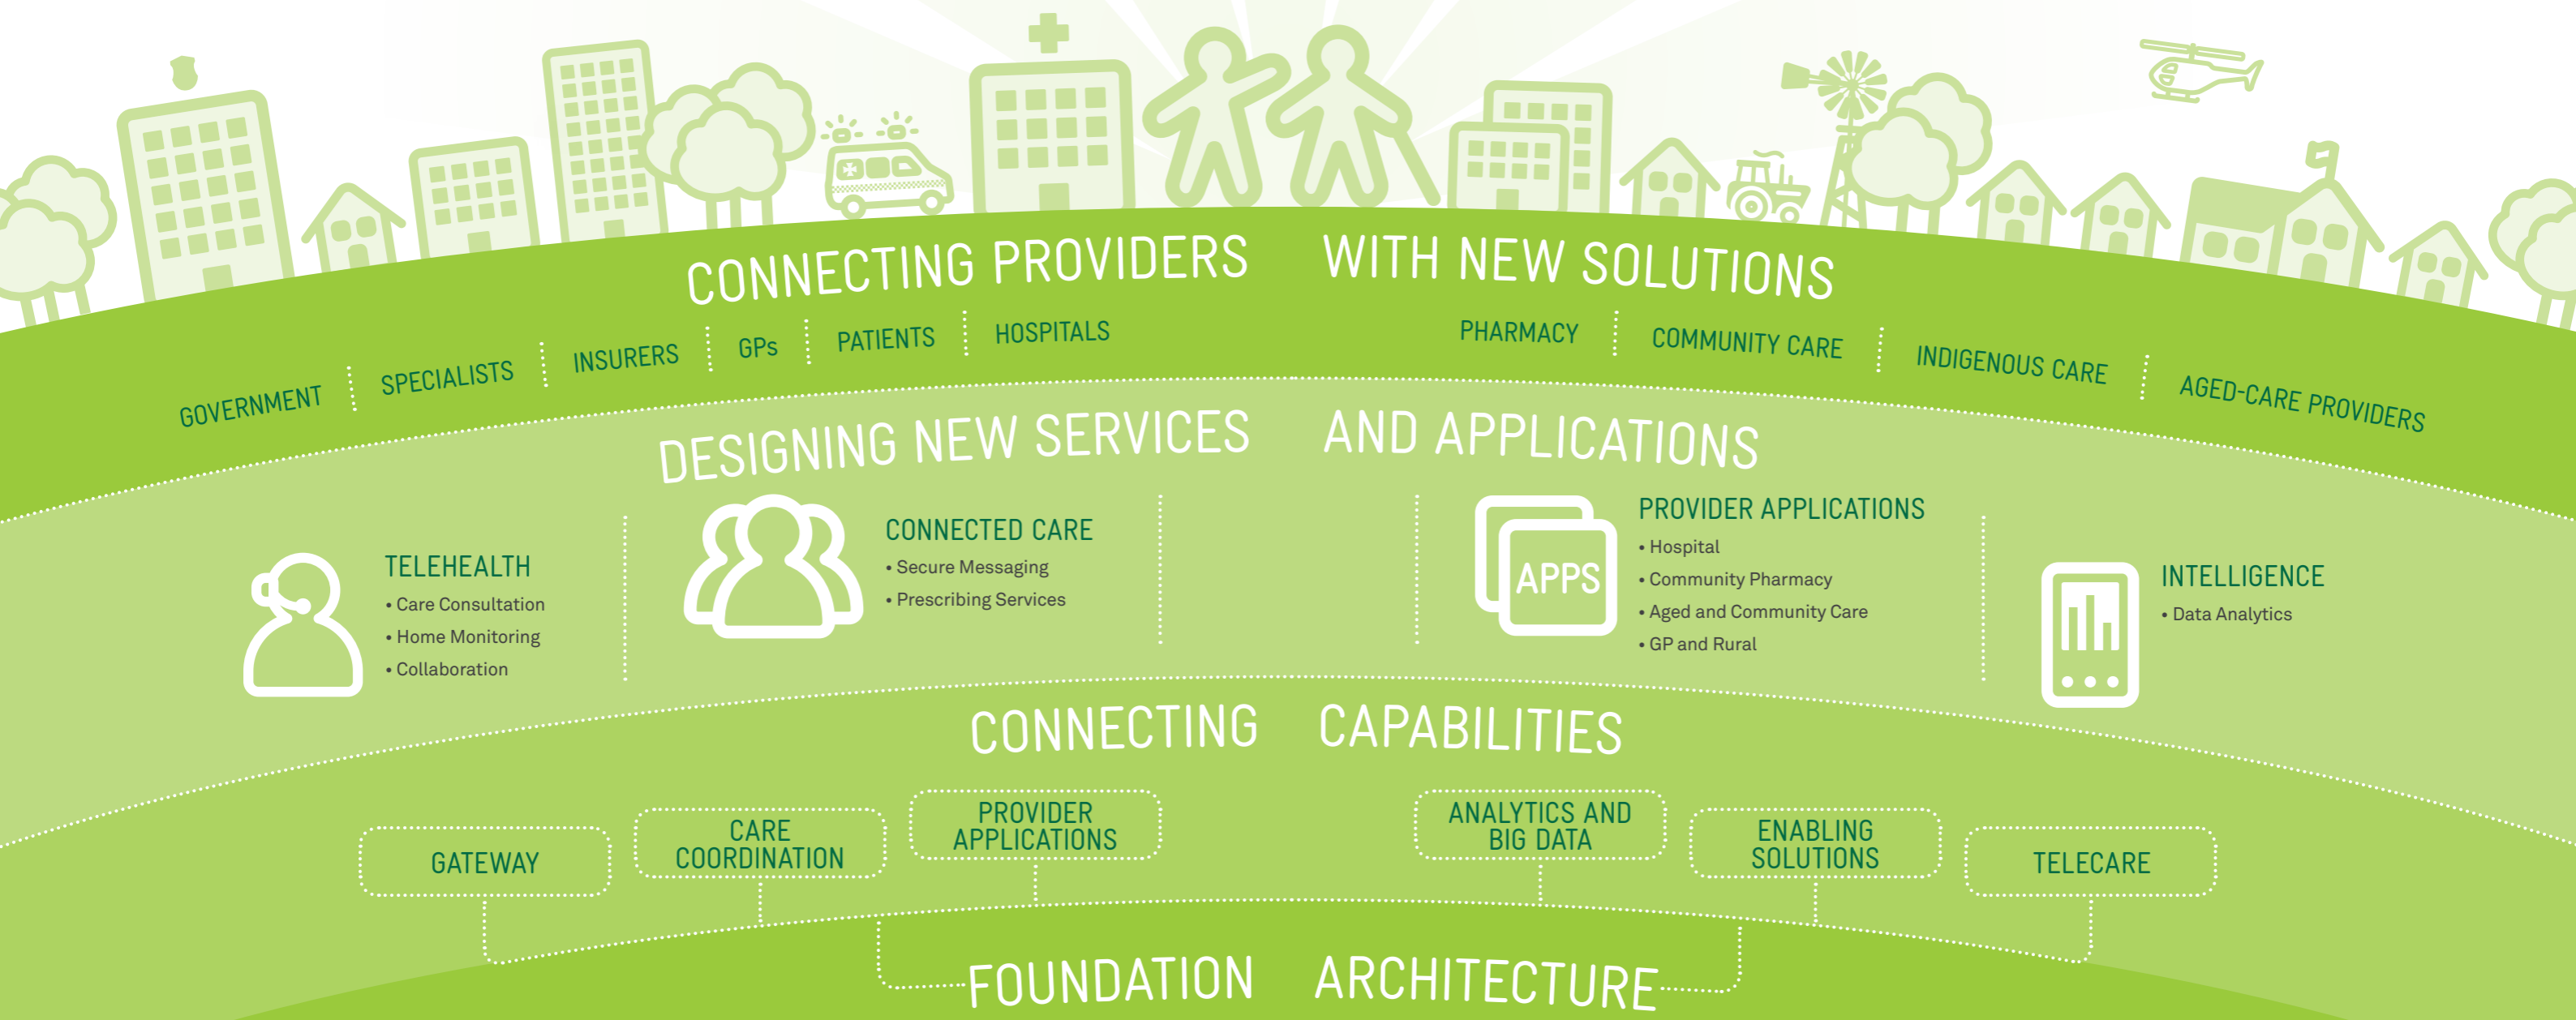 CONNECTING PROVIDERS WITH NEW SOLUTIONS
GOVERNMENT
SPECIALISTS
INSURERS
GPs
PATIENTS
HOSPITALS
PHARMACY
COMMUNITY CARE
INDIGENOUS CARE
AGED-CARE PROVIDERS
DESIGNING NEW SERVICES AND APPLICATIONS
TELEHEALTH
• Care Consultation
• Home Monitoring
• Collaboration
CONNECTED CARE
• Secure Messaging
• Prescribing Services
APPS
PROVIDER APPLICATIONS
• Hospital
• Community Pharmacy
• Aged and Community Care
• GP and Rural
INTELLIGENCE
• Data Analytics
CONNECTING CAPABILITIES
GATEWAY
CARE
COORDINATION
PROVIDER
APPLICATIONS
ANALYTICS AND
BIG DATA
ENABLING
SOLUTIONS
TELECARE
FOUNDATION ARCHITECTURE